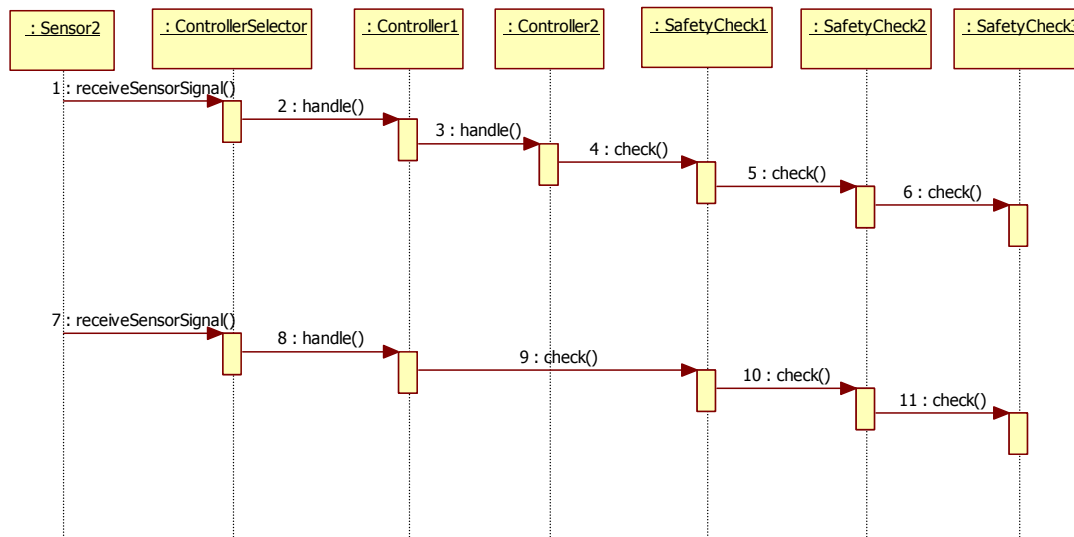 : Sensor2
: ControllerSelector
: Controller1
: Controller2
: SafetyCheck1
: SafetyCheck2
: SafetyCheck3
1 : receiveSensorSignal()
2 : handle()
3 : handle()
4 : check()
5 : check()
6 : check()
7 : receiveSensorSignal()
8 : handle()
9 : check()
10 : check()
11 : check()